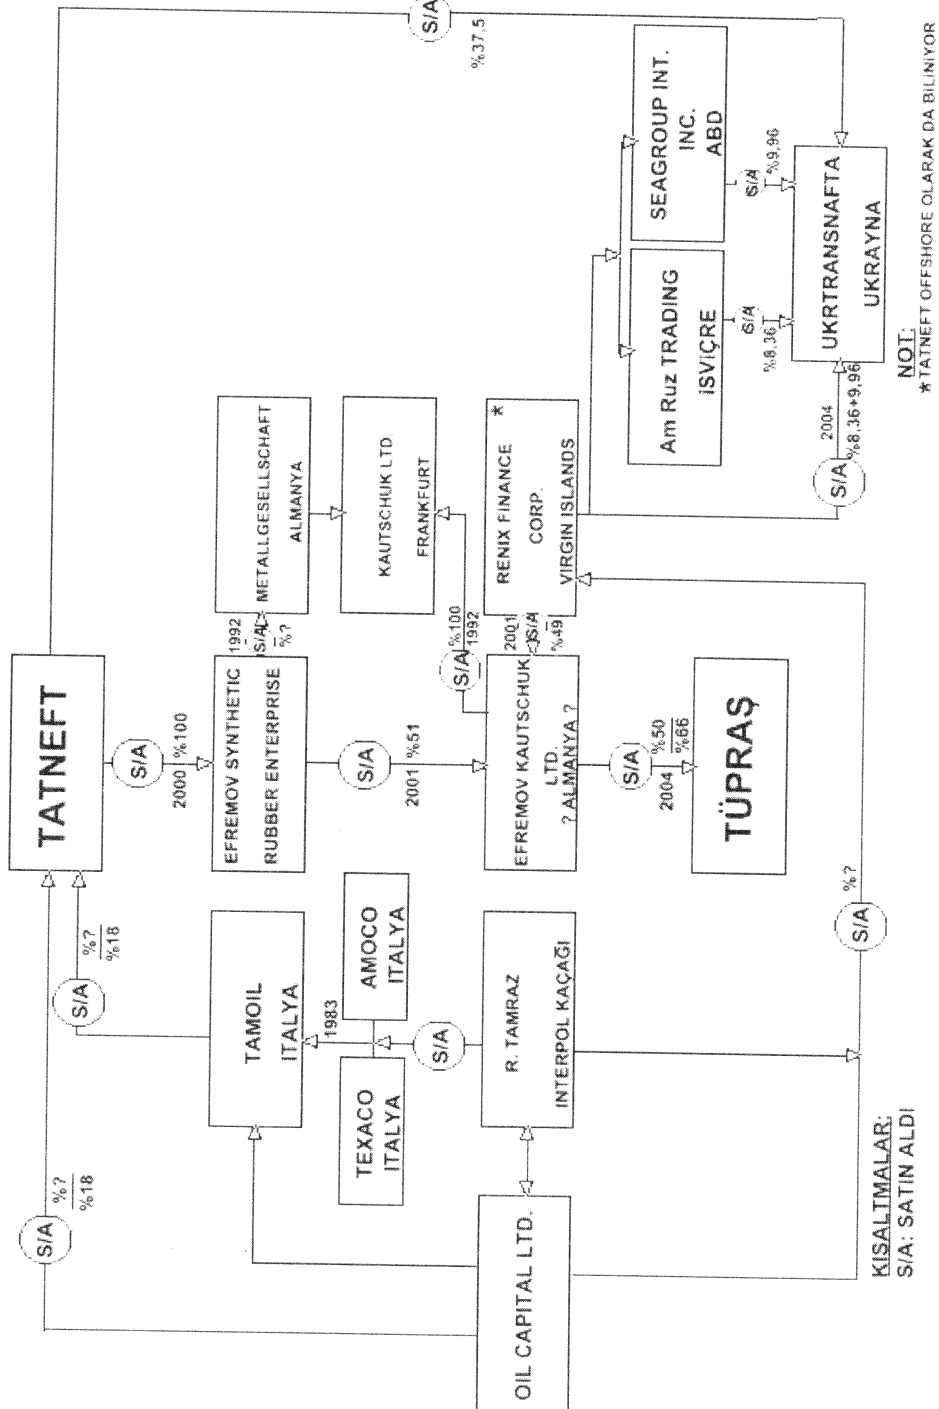 S/A
%37,5
TATNEFT
S/A
%?
%18
S/A
%?
%18
S/A
2000
%100
EFREMOV SYNTHETIC
RUBBER ENTERPRISE
1992
S/A
%?
METALLGESELLSCHAFT
ALMANYA
KAUTSCHUK LTD.
FRANKFURT
S/A
%100
1992
TAMOIL
ITALYA
1983
TEXACO
ITALYA
AMOCO
ITALYA
S/A
S/A
2001
%51
OIL CAPITAL LTD.
R. TAMRAZ
INTERPOL KAÇAĞI
EFREMOV KAUTSCHUK
LTD.
? ALMANYA ?
2001
S/A
%49
RENIX FINANCE
*
CORP.
VIRGIN ISLANDS
Am Ruz TRADING
İSVİÇRE
SEAGROUP INT.
INC.
ABD
S/A
%8,36
S/A
%9,96
S/A
2004
%50
%66
TÜPRAŞ
S/A
2004
%8,36+9,96
UKRTRANSNAFTA
UKRAYNA
S/A
%?
KISALTMALAR:
S/A: SATIN ALDI
NOT:
*TATNEFT OFFSHORE OLARAK DA BİLİNİYOR